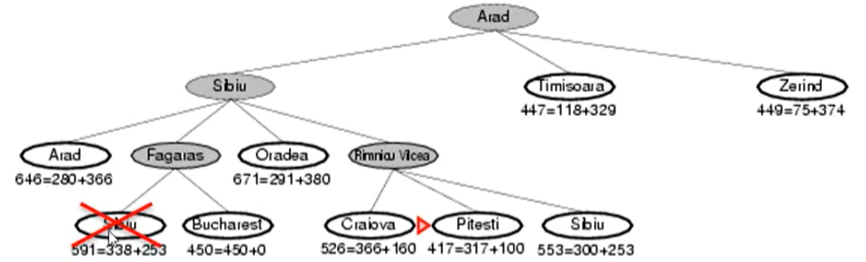 Arad
Sibiu
Timisoara
Zerind
447=118+329
449=75+374
Arad
Fagaras
Oradea
Rimnicu Vilcea
646=280+366
671=291+380
Sibiu
Bucharest
Craiova
Pitesti
Sibiu
591=338+253
450=450+0
526=366+160
417=317+100
553=300+253